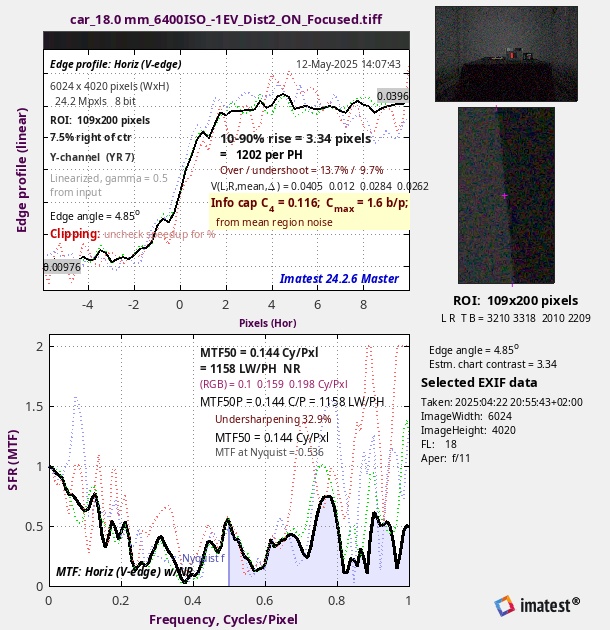 car_18.0 mm_6400ISO_-1EV_Dist2_ON_Focused.tiff
Edge profile: Horiz (V-edge)
12-May-2025 14:07:43
6024 x 4020 pixels (WxH)
24.2 Mpxls   8 bit
0.0396
ROI:  109x200 pixels
7.5% right of ctr
10-90% rise = 3.34 pixels
=   1202 per PH
Y-channel  (YR 7)
Over / undershoot = 13.7% /  9.7%
Linearized, gamma = 0.5
from input
V(L,R,mean,Δ) = 0.0405  0.012  0.0284  0.0262
Info cap C4 = 0.116;  Cmax = 1.6 b/p;
Edge angle = 4.85o
from mean region noise
Clipping: uncheck speedup for %
0.00976
Imatest 24.2.6 Master
Edge profile (linear)
-4 -2 0 2 4 6 8
Pixels (Hor)
ROI:  109x200 pixels
L R  T B = 3210 3318  2010 2209
Edge angle = 4.85o
Estm. chart contrast = 3.34
Selected EXIF data
Taken: 2025:04:22 20:55:43+02:00
ImageWidth:  6024
ImageHeight:  4020
FL:   18
Aper:  f/11
2
1.5
1
0.5
0
SFR (MTF)
MTF50 = 0.144 Cy/Pxl
= 1158 LW/PH  NR
(RGB) = 0.1  0.159  0.198 Cy/Pxl
MTF50P = 0.144 C/P = 1158 LW/PH
Undersharpening 32.9%
MTF50 = 0.144 Cy/Pxl
MTF at Nyquist = 0.536
Nyquist f
MTF: Horiz (V-edge) w/NR
0 0.2 0.4 0.6 0.8 1
Frequency, Cycles/Pixel
imatest®